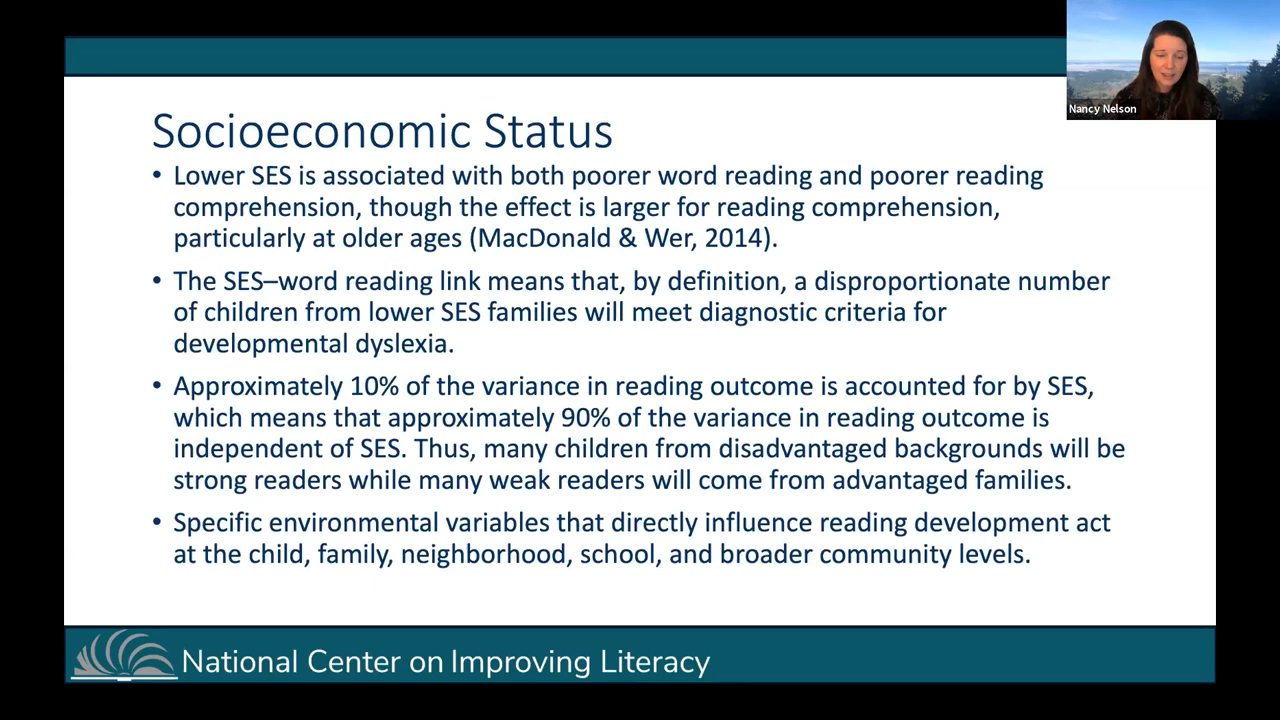 Nancy Nelson
Socioeconomic Status
• Lower SES is associated with both poorer word reading and poorer reading
comprehension, though the effect is larger for reading comprehension,
particularly at older ages (MacDonald & Wer, 2014).
• The SES–word reading link means that, by definition, a disproportionate number
of children from lower SES families will meet diagnostic criteria for
developmental dyslexia.
• Approximately 10% of the variance in reading outcome is accounted for by SES,
which means that approximately 90% of the variance in reading outcome is
independent of SES. Thus, many children from disadvantaged backgrounds will be
strong readers while many weak readers will come from advantaged families.
• Specific environmental variables that directly influence reading development act
at the child, family, neighborhood, school, and broader community levels.
National Center on Improving Literacy